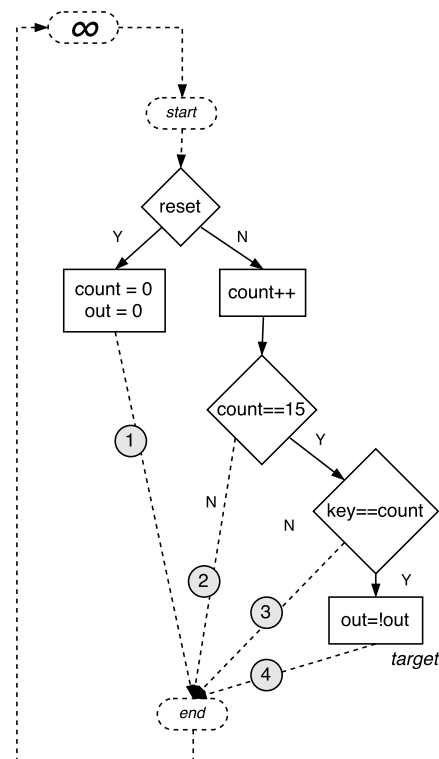 ∞
start
reset
Y
N
count = 0
out = 0
count++
count==15
1
Y
N
key==count
N
2
Y
3
out=!out
target
4
end